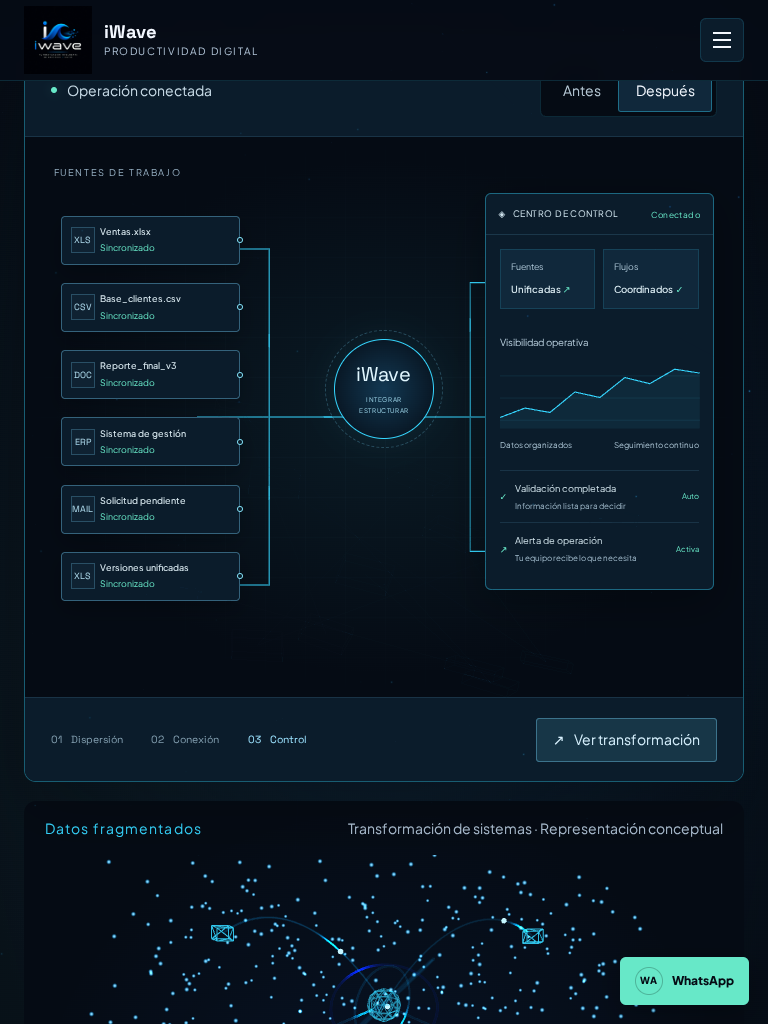 iWave
iWave
PRODUCTIVIDAD DIGITAL
Operación conectada
Antes
Después
FUENTES DE TRABAJO
XLS
Ventas.xlsx
Sincronizado
CSV
Base_clientes.csv
Sincronizado
DOC
Reporte_final_v3
Sincronizado
ERP
Sistema de gestión
Sincronizado
MAIL
Solicitud pendiente
Sincronizado
XLS
Versiones unificadas
Sincronizado
iWave
INTEGRAR
ESTRUCTURAR
◈ CENTRO DE CONTROL
Conectado
Fuentes
Unificadas ↗
Flujos
Coordinados ✓
Visibilidad operativa
Datos organizados
Seguimiento continuo
✓ Validación completada
Información lista para decidir
Auto
↗ Alerta de operación
Tu equipo recibe lo que necesita
Activa
01 Dispersión
02 Conexión
03 Control
↗ Ver transformación
Datos fragmentados
Transformación de sistemas · Representación conceptual
WA WhatsApp